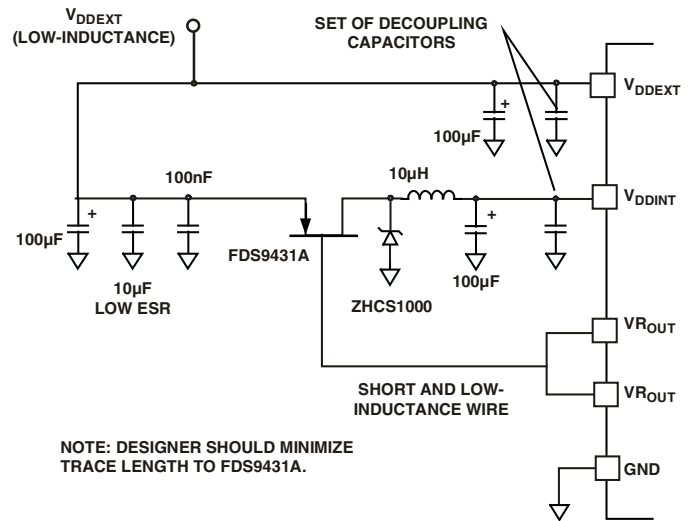 VDDEXT
(LOW-INDUCTANCE)
SET OF DECOUPLING
CAPACITORS
VDDEXT
+
100µF
100nF
10µH
VDDINT
+
100µF
+
100µF
FDS9431A
10µF
LOW ESR
ZHCS1000
VROUT
SHORT AND LOW-
INDUCTANCE WIRE
VROUT
NOTE: DESIGNER SHOULD MINIMIZE
TRACE LENGTH TO FDS9431A.
GND